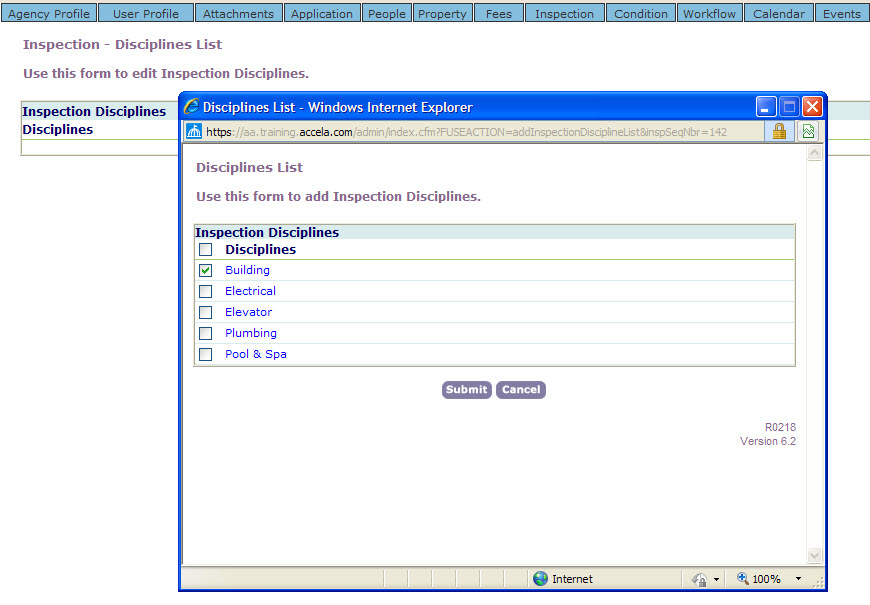 Agency Profile User Profile Attachments Application People Property Fees Inspection Condition Workflow Calendar Events
Inspection - Disciplines List
Use this form to edit Inspection Disciplines.
Inspection Disciplines
Disciplines
Disciplines List - Windows Internet Explorer
https://aa.training.accela.com/admin/index.cfm?FUSEACTION=addInspectionDisciplineList&inspSeqNbr=142
Disciplines List
Use this form to add Inspection Disciplines.
Inspection Disciplines
Disciplines
Building
Electrical
Elevator
Plumbing
Pool & Spa
Submit Cancel
R0218
Version 6.2
Internet 100%